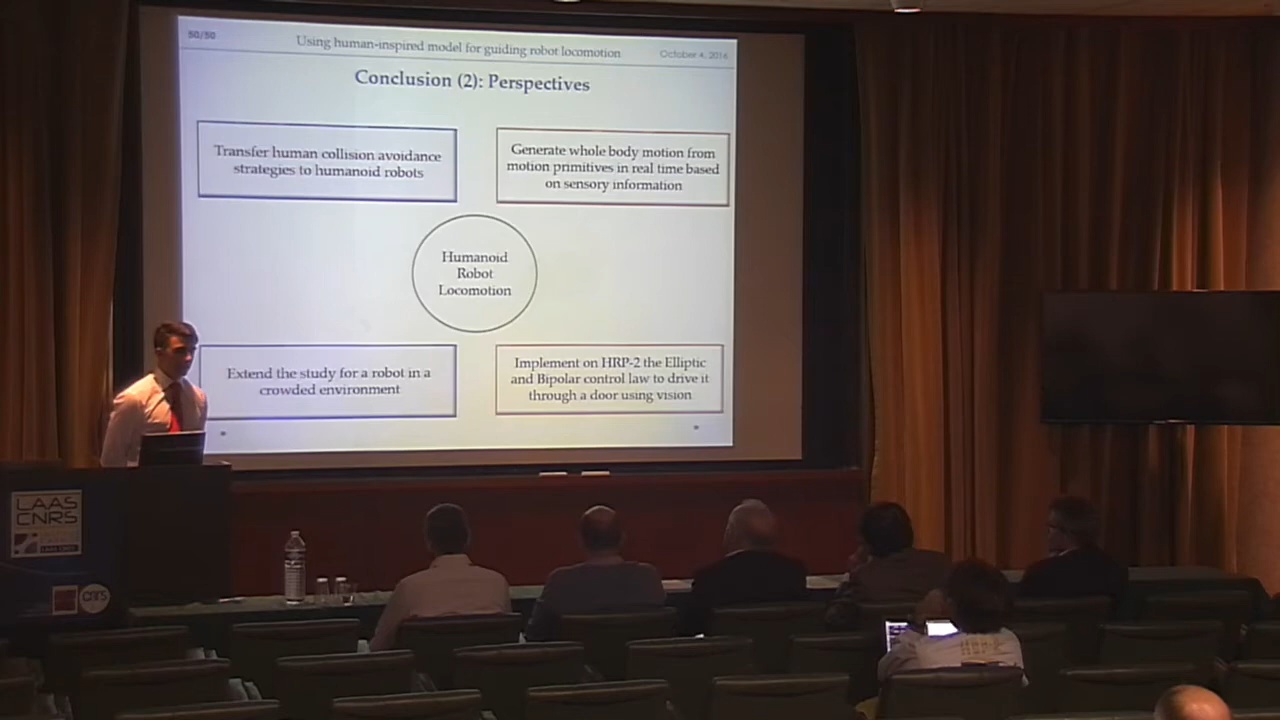 50/50
Using human-inspired model for guiding robot locomotion
October 4, 2016
Conclusion (2): Perspectives
Transfer human collision avoidance
strategies to humanoid robots
Generate whole body motion from
motion primitives in real time based
on sensory information
Humanoid
Robot
Locomotion
Extend the study for a robot in a
crowded environment
Implement on HRP-2 the Elliptic
and Bipolar control law to drive it
through a door using vision
LAAS
CNRS
cnrs